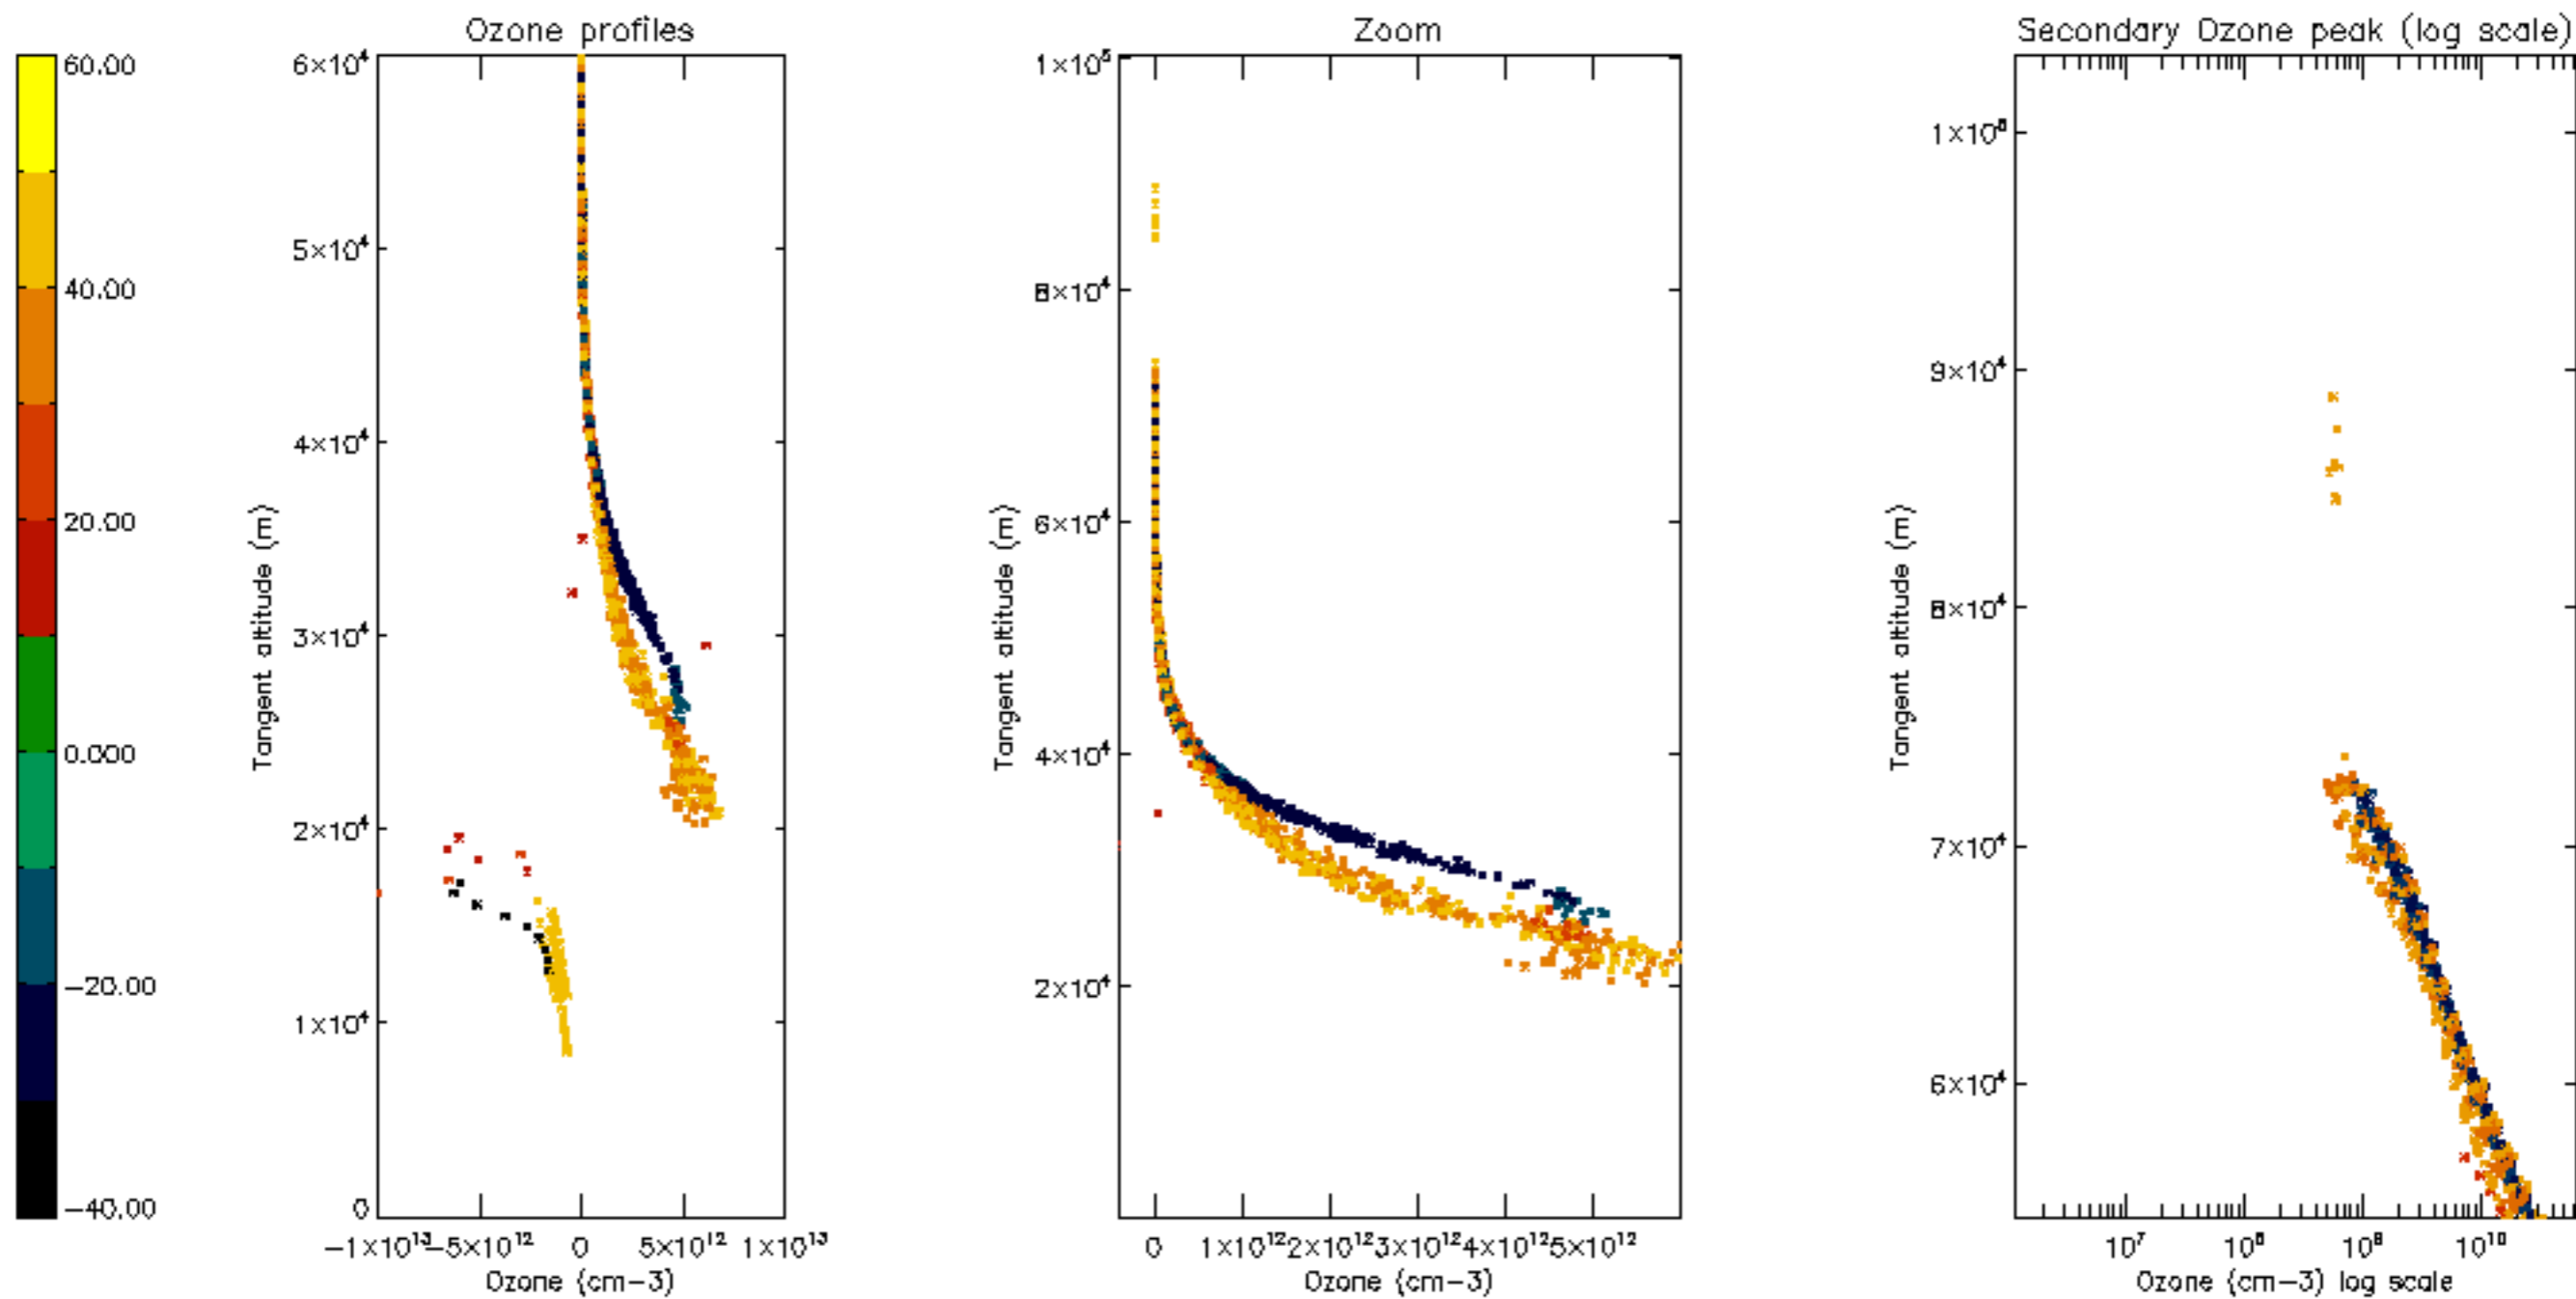 Ozone profiles
Zoom
Secondary Ozone peak (log scale)
60.00
40.00
20.00
0.000
−20.00
−40.00
6×10⁴
5×10⁴
4×10⁴
3×10⁴
2×10⁴
1×10⁴
0
Tangent altitude (m)
−1×10¹³ −5×10¹² 0 5×10¹² 1×10¹³
Ozone (cm−3)
1×10⁵
8×10⁴
6×10⁴
4×10⁴
2×10⁴
Tangent altitude (m)
0 1×10¹² 2×10¹² 3×10¹² 4×10¹² 5×10¹²
Ozone (cm−3)
1×10⁵
9×10⁴
8×10⁴
7×10⁴
6×10⁴
Tangent altitude (m)
10⁷ 10⁸ 10⁹ 10¹⁰
Ozone (cm−3) log scale